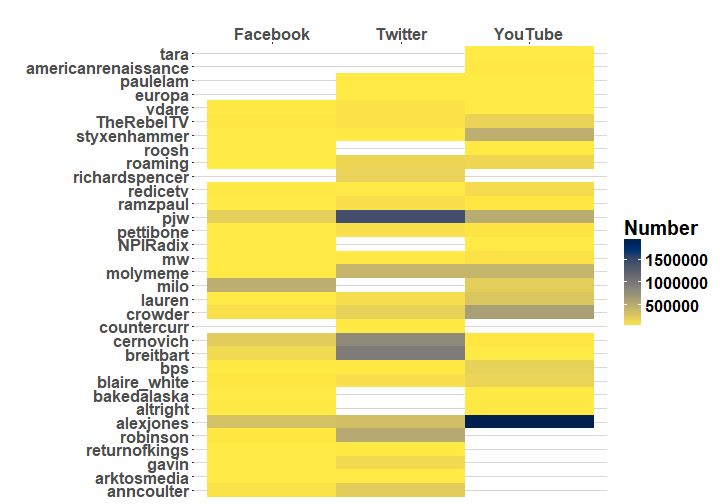 Facebook Twitter YouTube
tara
americanrenaissance
paulelam
europa
vdare
TheRebelTV
styxenhammer
roosh
roaming
richardspencer
redicetv
ramzpaul
pjw
pettibone
NPIRadix
mw
molymeme
milo
lauren
crowder
countercurr
cernovich
breitbart
bps
blaire_white
bakedalaska
altright
alexjones
robinson
returnofkings
gavin
arktosmedia
anncoulter
Number
1500000
1000000
500000